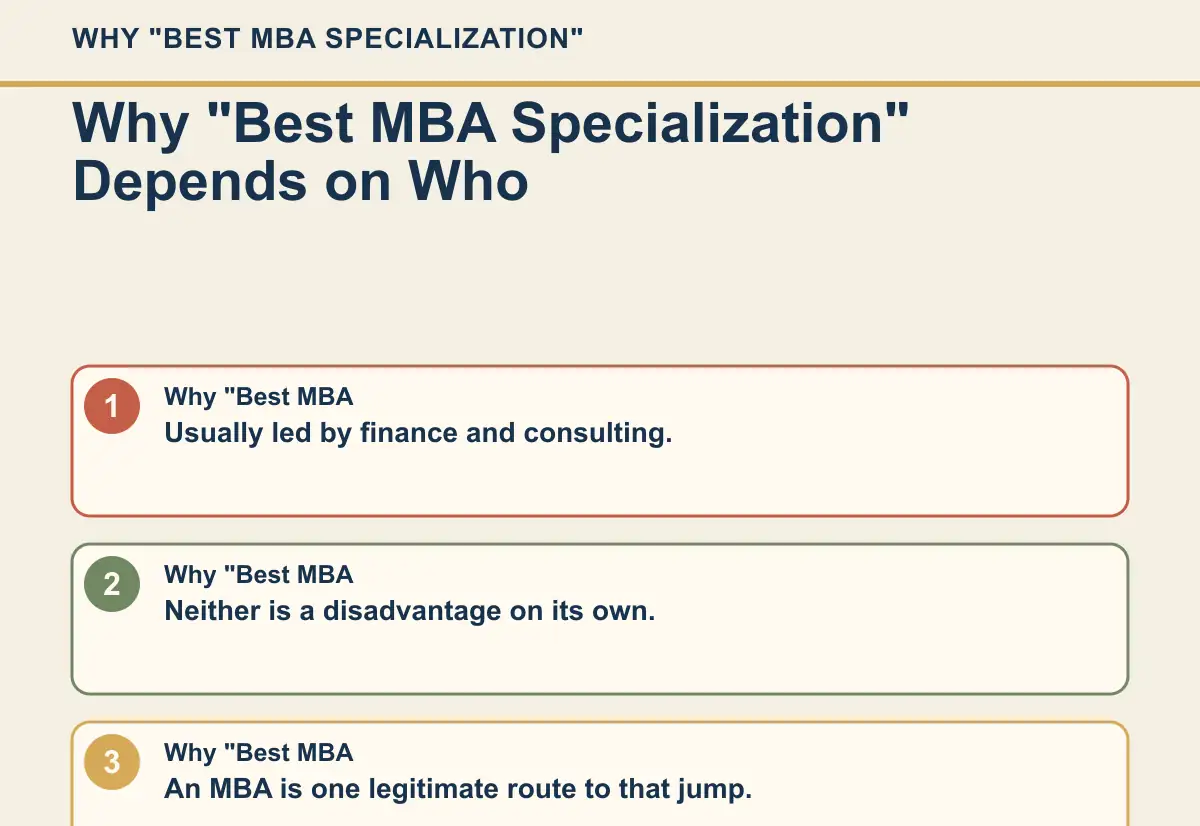 WHY "BEST MBA SPECIALIZATION"
Why "Best MBA Specialization"
Depends on Who
1
Why "Best MBA
Usually led by finance and consulting.
2
Why "Best MBA
Neither is a disadvantage on its own.
3
Why "Best MBA
An MBA is one legitimate route to that jump.